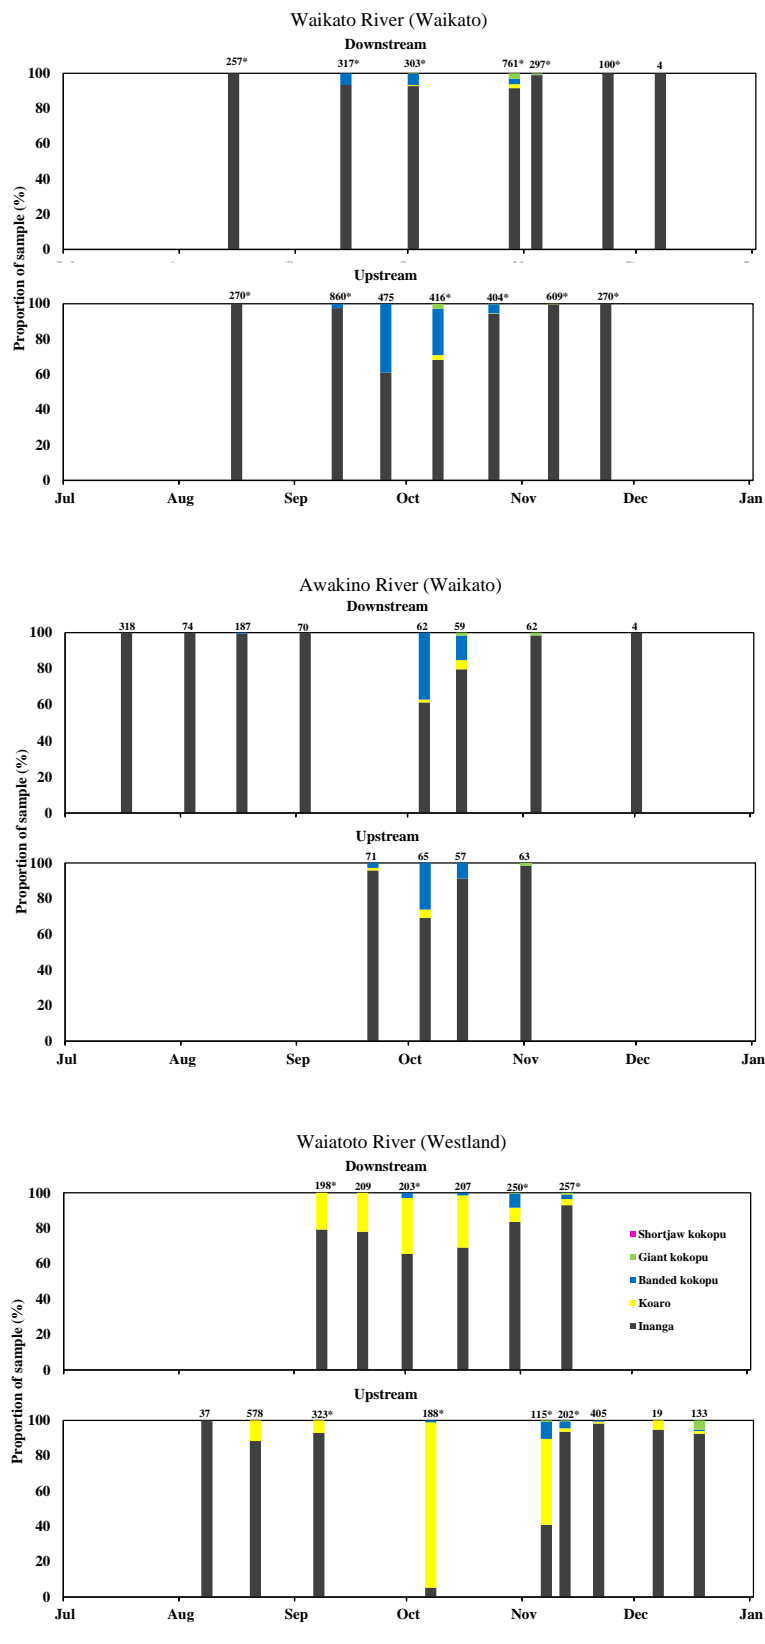 Waikato River (Waikato)
Downstream
257* 317* 303* 761* 297* 100* 4
100
80
60
40
20
0
Proportion of sample (%)
Upstream
270* 860* 475 416* 404* 609* 270*
100
80
60
40
20
0
Jul Aug Sep Oct Nov Dec Jan
Awakino River (Waikato)
Downstream
318 74 187 70 62 59 62 4
100
80
60
40
20
0
Proportion of sample (%)
Upstream
71 65 57 63
100
80
60
40
20
0
Jul Aug Sep Oct Nov Dec Jan
Waiatoto River (Westland)
Downstream
198* 209 203* 207 250* 257*
100
80
60
40
20
0
Shortjaw kokopu
Giant kokopu
Banded kokopu
Koaro
Inanga
Proportion of sample (%)
Upstream
37 578 323* 188* 115* 202* 405 19 133
100
80
60
40
20
0
Jul Aug Sep Oct Nov Dec Jan